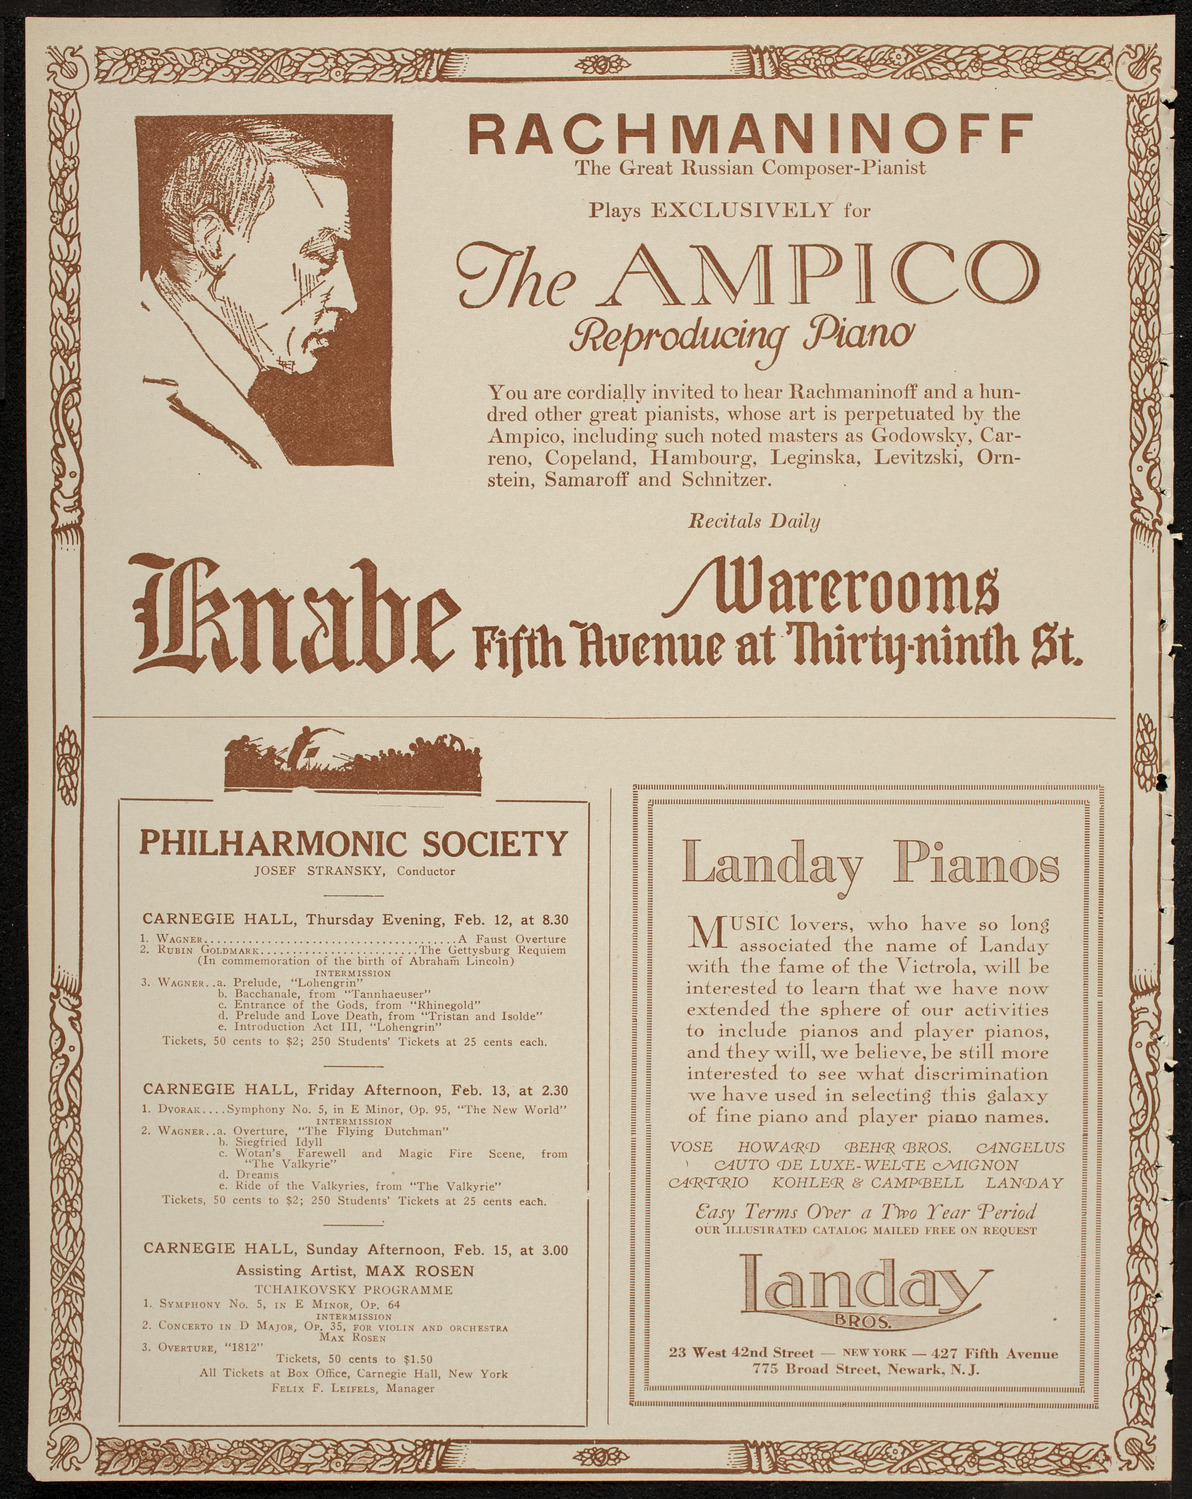 RACHMANINOFF
The Great Russian Composer-Pianist
Plays EXCLUSIVELY for
The AMPICO
Reproducing Piano
You are cordially invited to hear Rachmaninoff and a hun-
dred other great pianists, whose art is perpetuated by the
Ampico, including such noted masters as Godowsky, Car-
reno, Copeland, Hambourg, Leginska, Levitzski, Orn-
stein, Samaroff and Schnitzer.
Recitals Daily
Knabe Warerooms
Fifth Avenue at Thirty-ninth St.
PHILHARMONIC SOCIETY
JOSEF STRANSKY, Conductor
CARNEGIE HALL, Thursday Evening, Feb. 12, at 8.30
1. WAGNER........................................A Faust Overture
2. RUBIN GOLDMARK.........................The Gettysburg Requiem
(In commemoration of the birth of Abraham Lincoln)
INTERMISSION
3. WAGNER..a. Prelude, "Lohengrin"
b. Bacchanale, from "Tannhaeuser"
c. Entrance of the Gods, from "Rhinegold"
d. Prelude and Love Death, from "Tristan and Isolde"
e. Introduction Act III, "Lohengrin"
Tickets, 50 cents to $2; 250 Students' Tickets at 25 cents each.
CARNEGIE HALL, Friday Afternoon, Feb. 13, at 2.30
1. DVORAK....Symphony No. 5, in E Minor, Op. 95, "The New World"
INTERMISSION
2. WAGNER..a. Overture, "The Flying Dutchman"
b. Siegfried Idyll
c. Wotan's Farewell and Magic Fire Scene, from
"The Valkyrie"
d. Dreams
e. Ride of the Valkyries, from "The Valkyrie"
Tickets, 50 cents to $2; 250 Students' Tickets at 25 cents each.
CARNEGIE HALL, Sunday Afternoon, Feb. 15, at 3.00
Assisting Artist, MAX ROSEN
TCHAIKOVSKY PROGRAMME
1. SYMPHONY NO. 5, IN E MINOR, OP. 64
INTERMISSION
2. CONCERTO IN D MAJOR, OP. 35, FOR VIOLIN AND ORCHESTRA
MAX ROSEN
3. OVERTURE, "1812"
Tickets, 50 cents to $1.50
All Tickets at Box Office, Carnegie Hall, New York
FELIX F. LEIFELS, Manager
Landay Pianos
MUSIC lovers, who have so long
associated the name of Landay
with the fame of the Victrola, will be
interested to learn that we have now
extended the sphere of our activities
to include pianos and player pianos,
and they will, we believe, be still more
interested to see what discrimination
we have used in selecting this galaxy
of fine piano and player piano names.
VOSE HOWARD BEHR BROS. CANGELUS
CAUTO DE LUXE-WELTE MIGNON
CARTRIO KOHLER & CAMPBELL LANDAY
Easy Terms Over a Two Year Period
OUR ILLUSTRATED CATALOG MAILED FREE ON REQUEST
Landay
BROS.
23 West 42nd Street — NEW YORK — 427 Fifth Avenue
775 Broad Street, Newark, N.J.